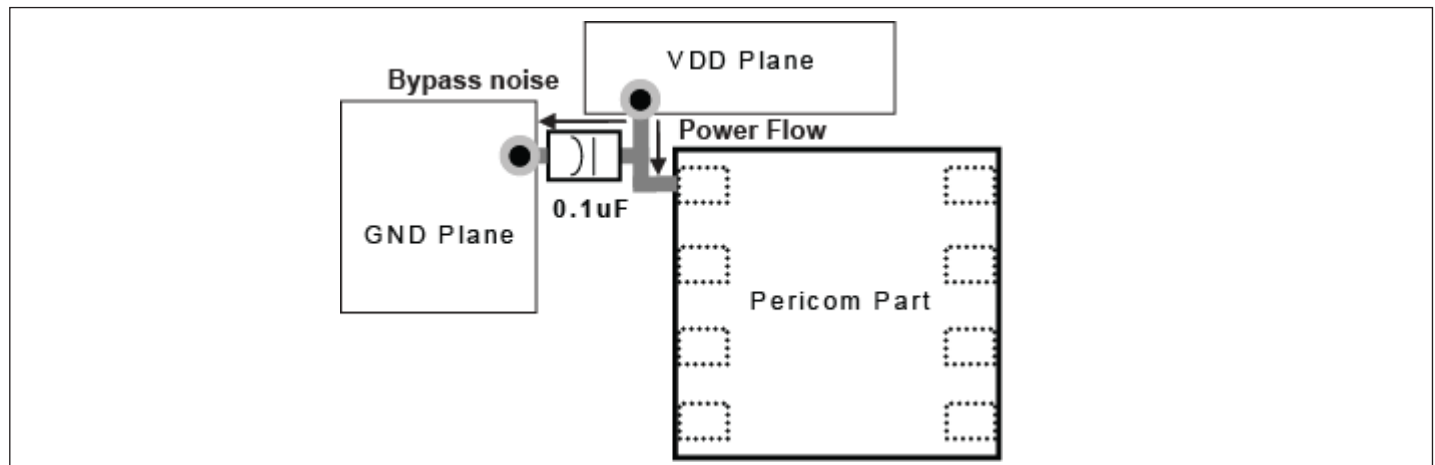 VDD Plane
Bypass noise
Power Flow
0.1uF
GND Plane
Pericom Part